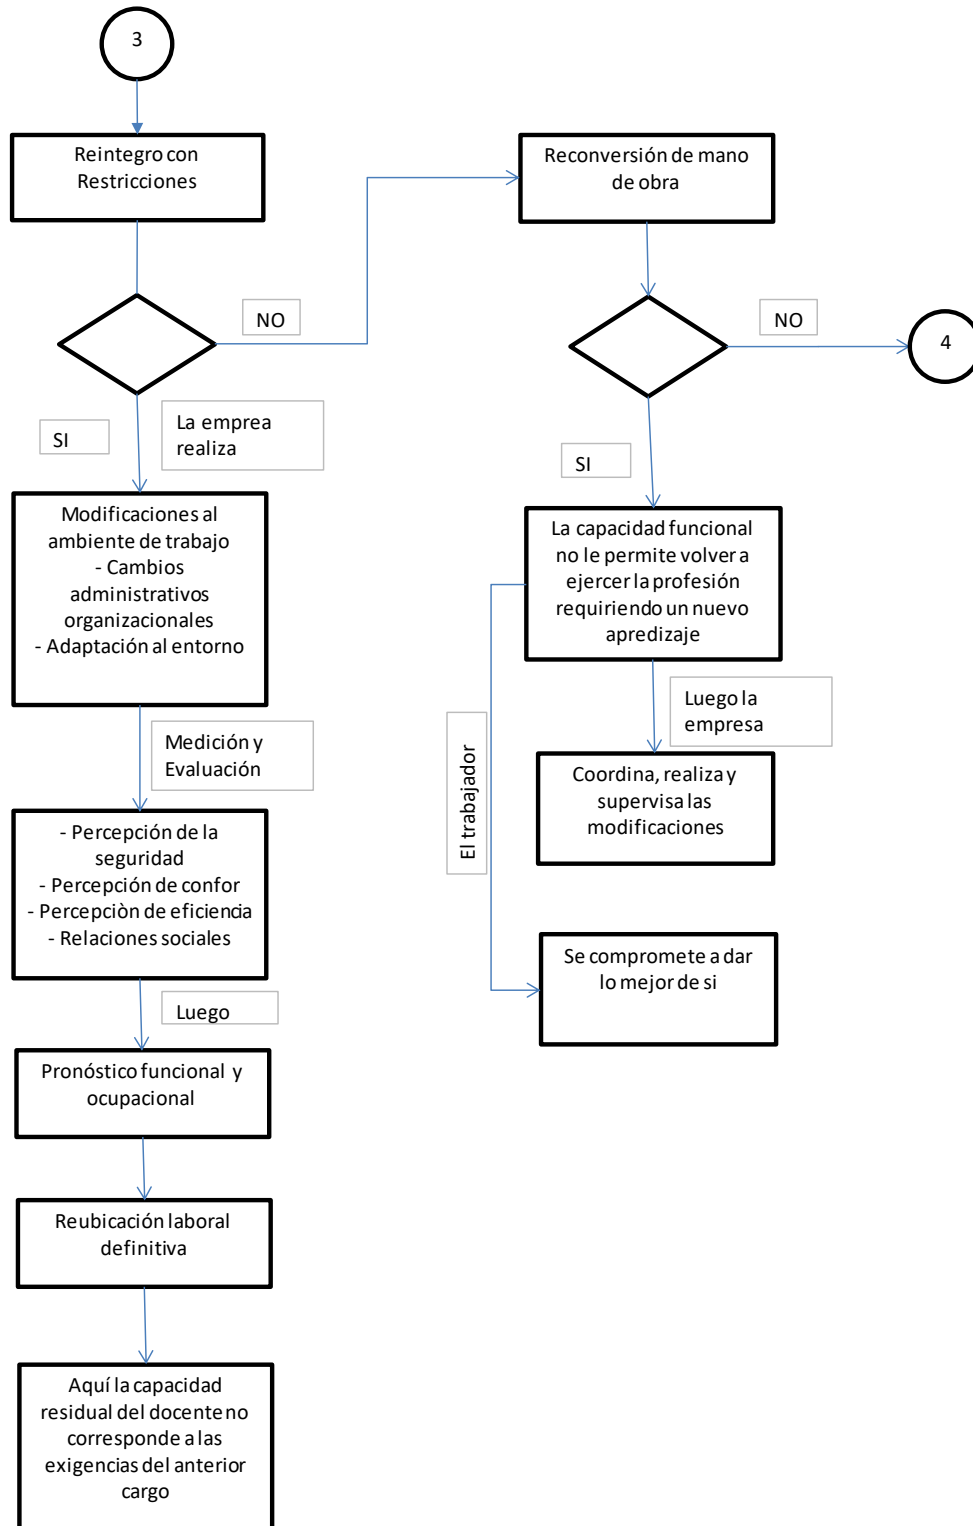 3
Reintegro con
Restricciones
NO
SI
La emprea
realiza
Modificaciones al
ambiente de trabajo
- Cambios
administrativos
organizacionales
- Adaptación al entorno
Medición y
Evaluación
- Percepción de la
seguridad
- Percepción de confor
- Percepciòn de eficiencia
- Relaciones sociales
Luego
Pronóstico funcional y
ocupacional
Reubicación laboral
definitiva
Aquí la capacidad
residual del docente no
corresponde a las
exigencias del anterior
cargo
Reconversión de mano
de obra
NO
4
SI
La capacidad funcional
no le permite volver a
ejercer la profesión
requiriendo un nuevo
apredizaje
Luego la
empresa
El trabajador
Coordina, realiza y
supervisa las
modificaciones
Se compromete a dar
lo mejor de si